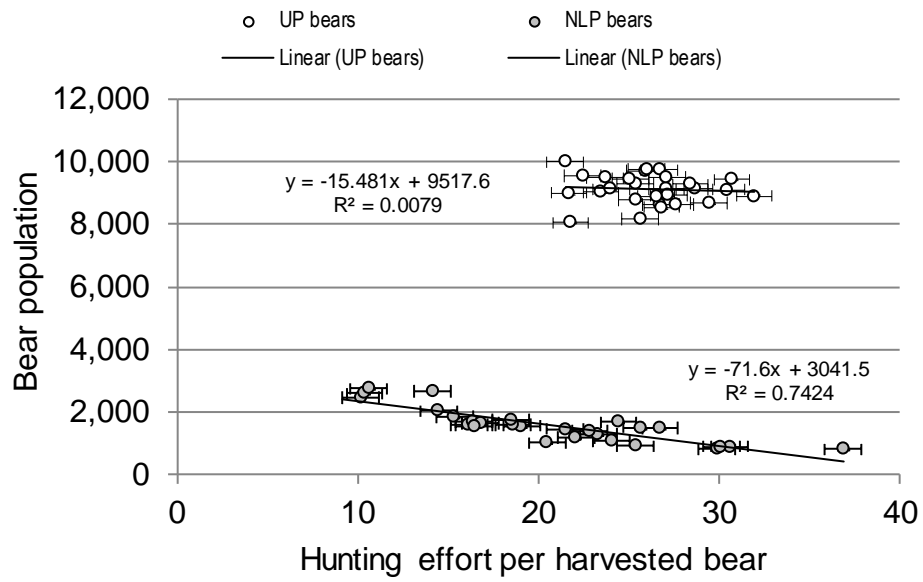 UP bears NLP bears
Linear (UP bears) Linear (NLP bears)
12,000
10,000
8,000
6,000
4,000
2,000
0
y = -15.481x + 9517.6
R² = 0.0079
y = -71.6x + 3041.5
R² = 0.7424
Bear population
0 10 20 30 40
Hunting effort per harvested bear